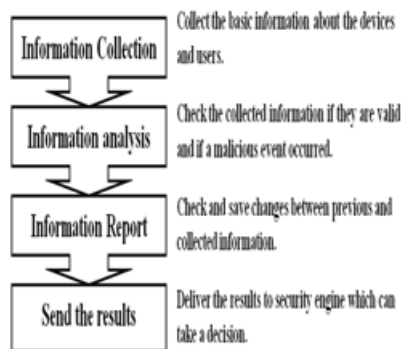 Information Collection
Collect the basic information about the devices
and users.
Information analysis
Check the collected information if they are valid
and if a malicious event occurred.
Information Report
Check and save changes between previous and
collected information.
Send the results
Deliver the results to security engine which can
take a decision.